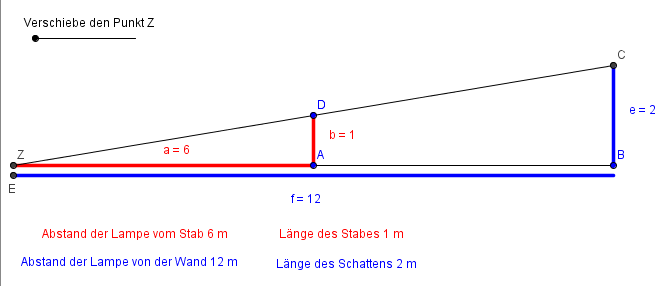 Verschiebe den Punkt Z
C
D
e = 2
b = 1
Z
a = 6
A
B
E
f = 12
Abstand der Lampe vom Stab 6 m
Länge des Stabes 1 m
Abstand der Lampe von der Wand 12 m
Länge des Schattens 2 m